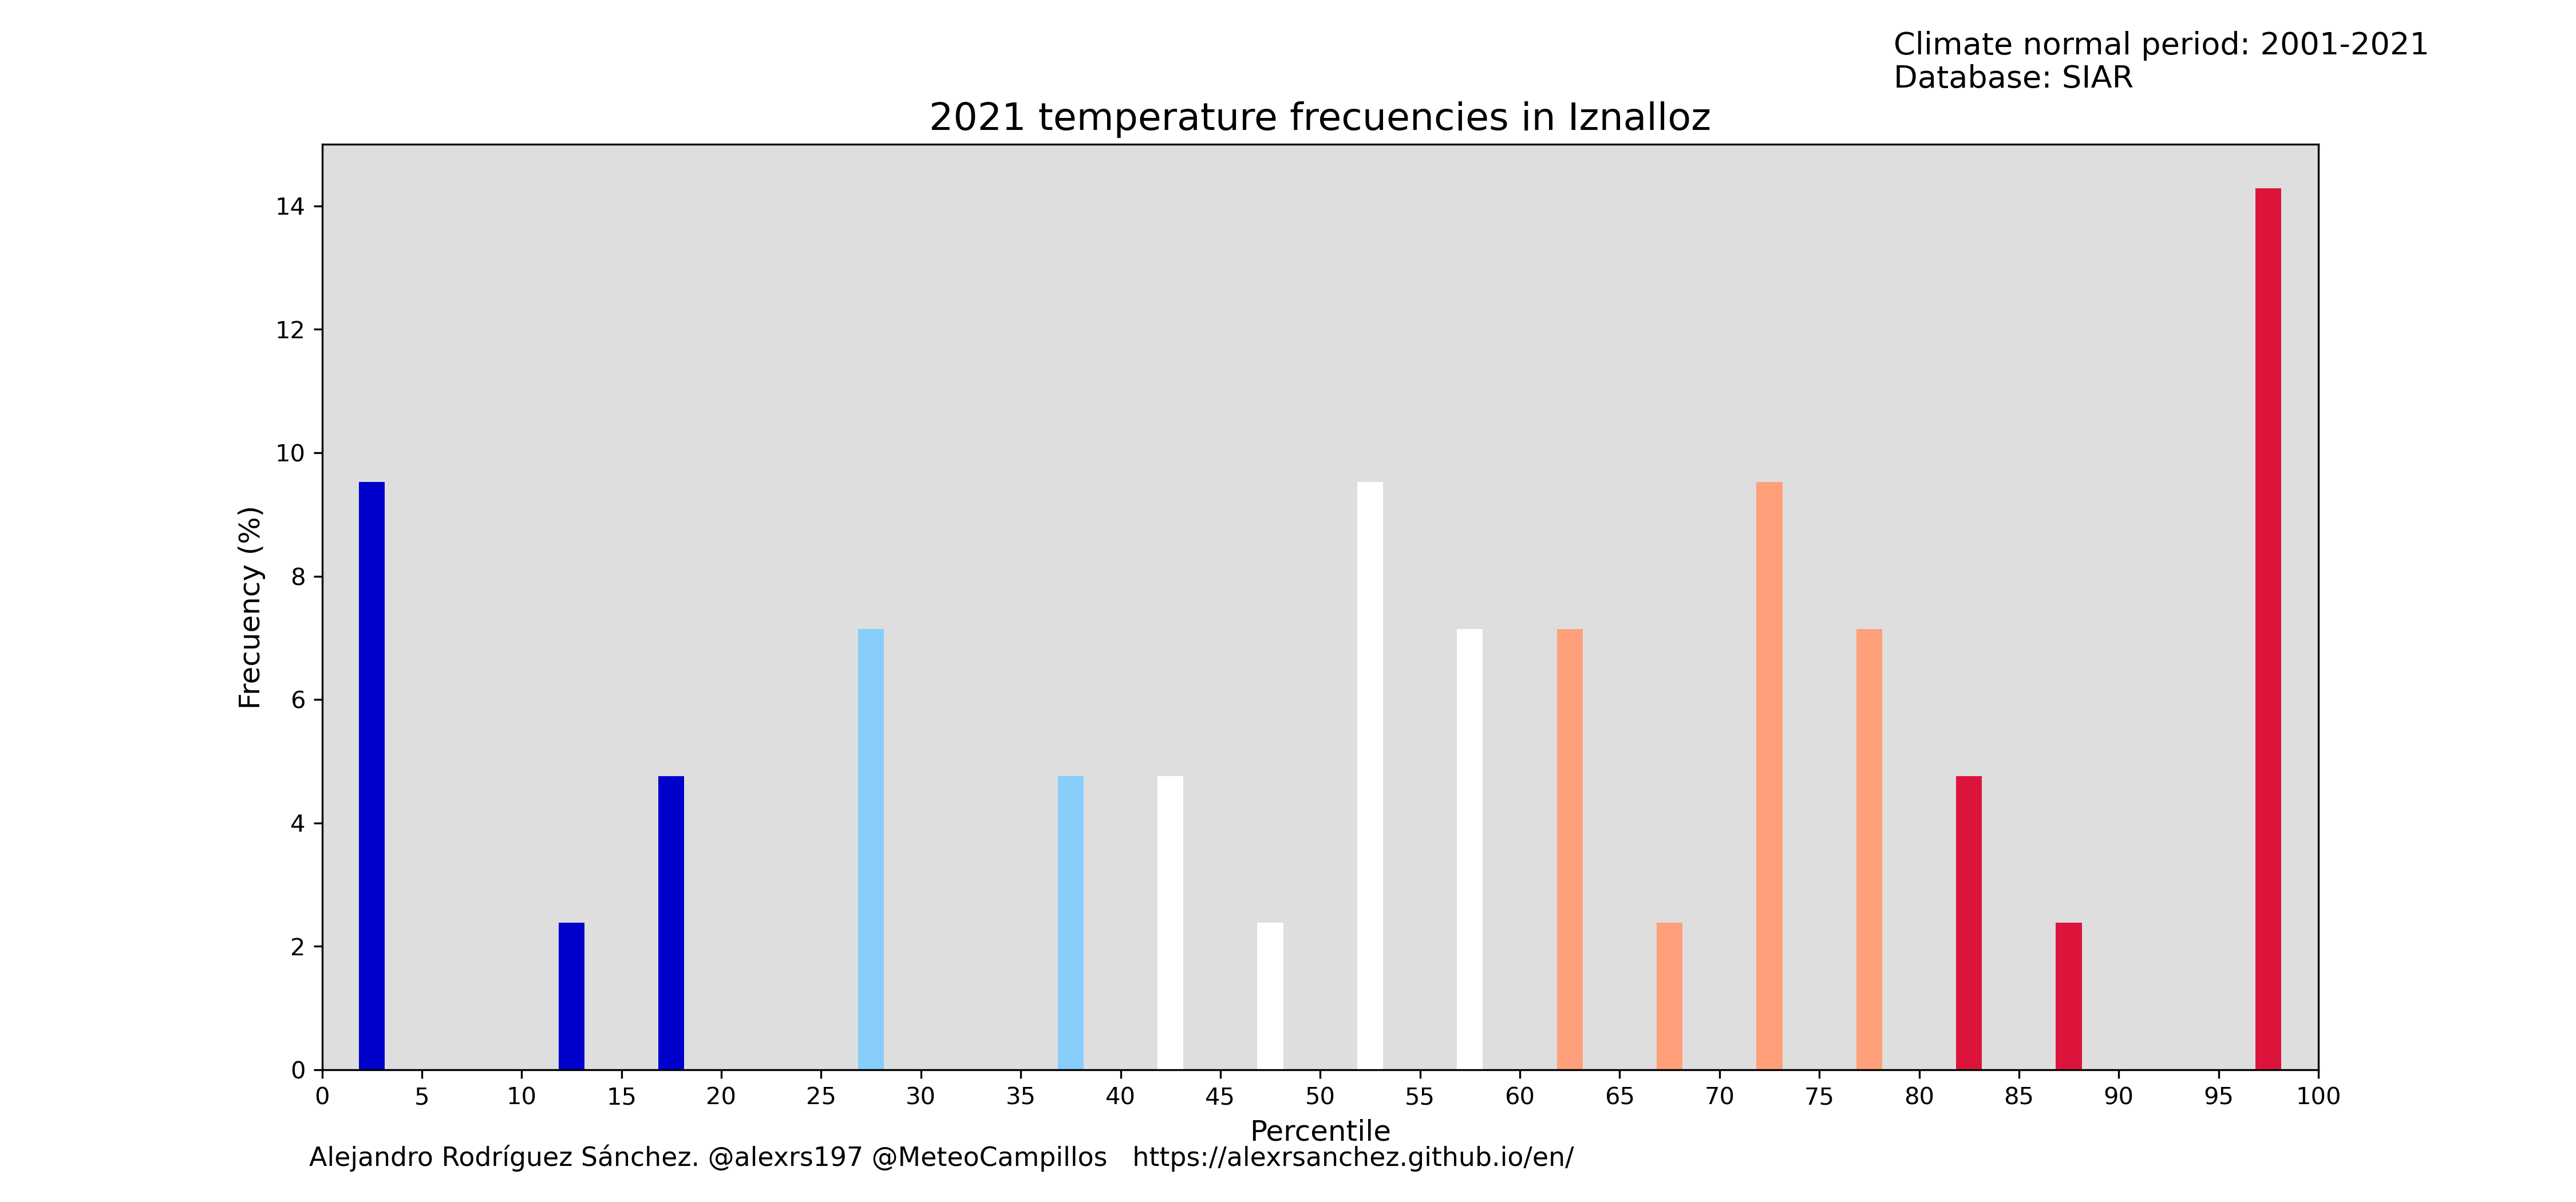 Climate normal period: 2001-2021
Database: SIAR
2021 temperature frecuencies in Iznalloz
14
12
10
8
6
4
2
0
Frecuency (%)
0 5 10 15 20 25 30 35 40 45 50 55 60 65 70 75 80 85 90 95 100
Percentile
Alejandro Rodríguez Sánchez. @alexrs197 @MeteoCampillos https://alexrsanchez.github.io/en/